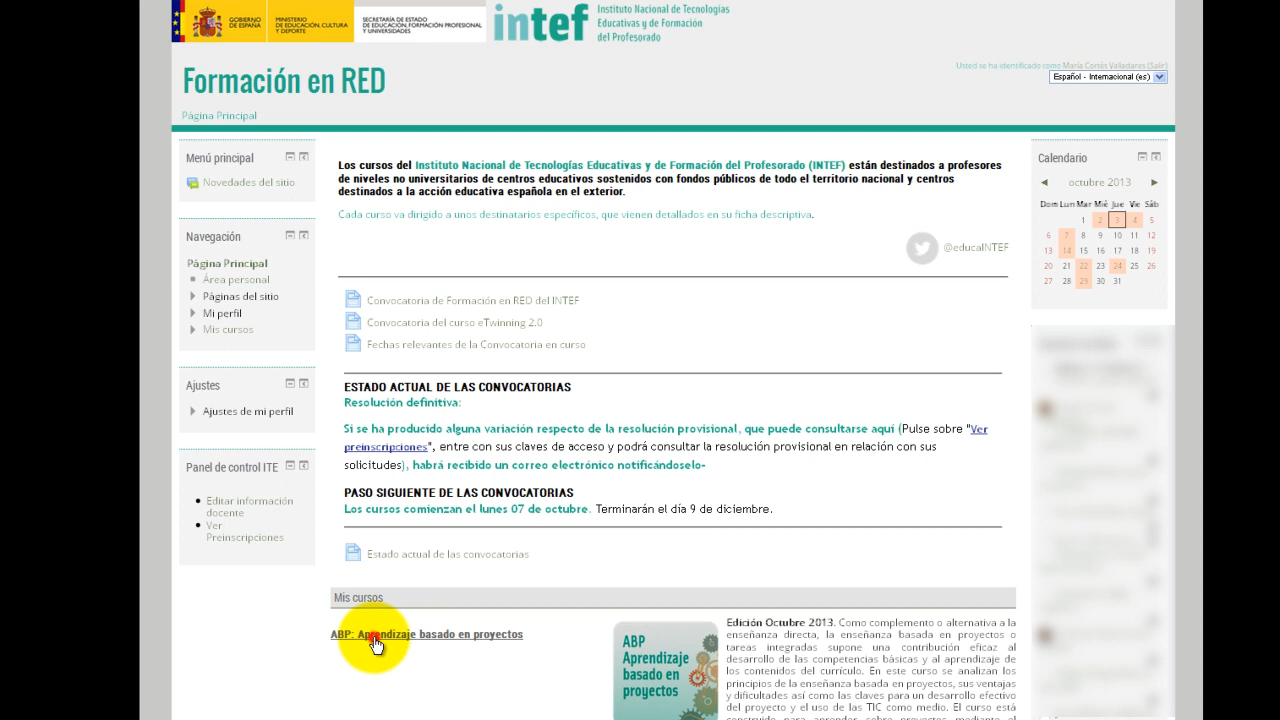 GOBIERNO
DE ESPAÑA
MINISTERIO
DE EDUCACIÓN, CULTURA
Y DEPORTE
SECRETARÍA DE ESTADO
DE EDUCACIÓN, FORMACIÓN PROFESIONAL
Y UNIVERSIDADES
intef
Instituto Nacional de Tecnologías
Educativas y de Formación
del Profesorado
Formación en RED
Usted se ha identificado como María Cortés Valladares (Salir)
Español - Internacional (es)
Página Principal
Menú principal
Novedades del sitio
Navegación
Página Principal
Área personal
Páginas del sitio
Mi perfil
Mis cursos
Ajustes
Ajustes de mi perfil
Panel de control ITE
Editar información
docente
Ver
Preinscripciones
Los cursos del Instituto Nacional de Tecnologías Educativas y de Formación del Profesorado (INTEF) están destinados a profesores
de niveles no universitarios de centros educativos sostenidos con fondos públicos de todo el territorio nacional y centros
destinados a la acción educativa española en el exterior.
Cada curso va dirigido a unos destinatarios específicos, que vienen detallados en su ficha descriptiva.
@educaINTEF
Convocatoria de Formación en RED del INTEF
Convocatoria del curso eTwinning 2.0
Fechas relevantes de la Convocatoria en curso
ESTADO ACTUAL DE LAS CONVOCATORIAS
Resolución definitiva:
Si se ha producido alguna variación respecto de la resolución provisional, que puede consultarse aquí (Pulse sobre "Ver
preinscripciones", entre con sus claves de acceso y podrá consultar la resolución provisional en relación con sus
solicitudes), habrá recibido un correo electrónico notificándoselo-
PASO SIGUIENTE DE LAS CONVOCATORIAS
Los cursos comienzan el lunes 07 de octubre. Terminarán el día 9 de diciembre.
Estado actual de las convocatorias
Mis cursos
ABP: Aprendizaje basado en proyectos
ABP
Aprendizaje
basado en
proyectos
Edición Octubre 2013. Como complemento o alternativa a la
enseñanza directa, la enseñanza basada en proyectos o
tareas integradas supone una contribución eficaz al
desarrollo de las competencias básicas y al aprendizaje de
los contenidos del currículo. En este curso se analizan los
principios de la enseñanza basada en proyectos, sus ventajas
y dificultades así como las claves para un desarrollo efectivo
del proyecto y el uso de las TIC como medio. El curso está
construido para aprender sobre proyectos mediante el
Calendario
◄ octubre 2013 ►
Dom Lun Mar Mié Jue Vie Sáb
1 2 3 4 5
6 7 8 9 10 11 12
13 14 15 16 17 18 19
20 21 22 23 24 25 26
27 28 29 30 31